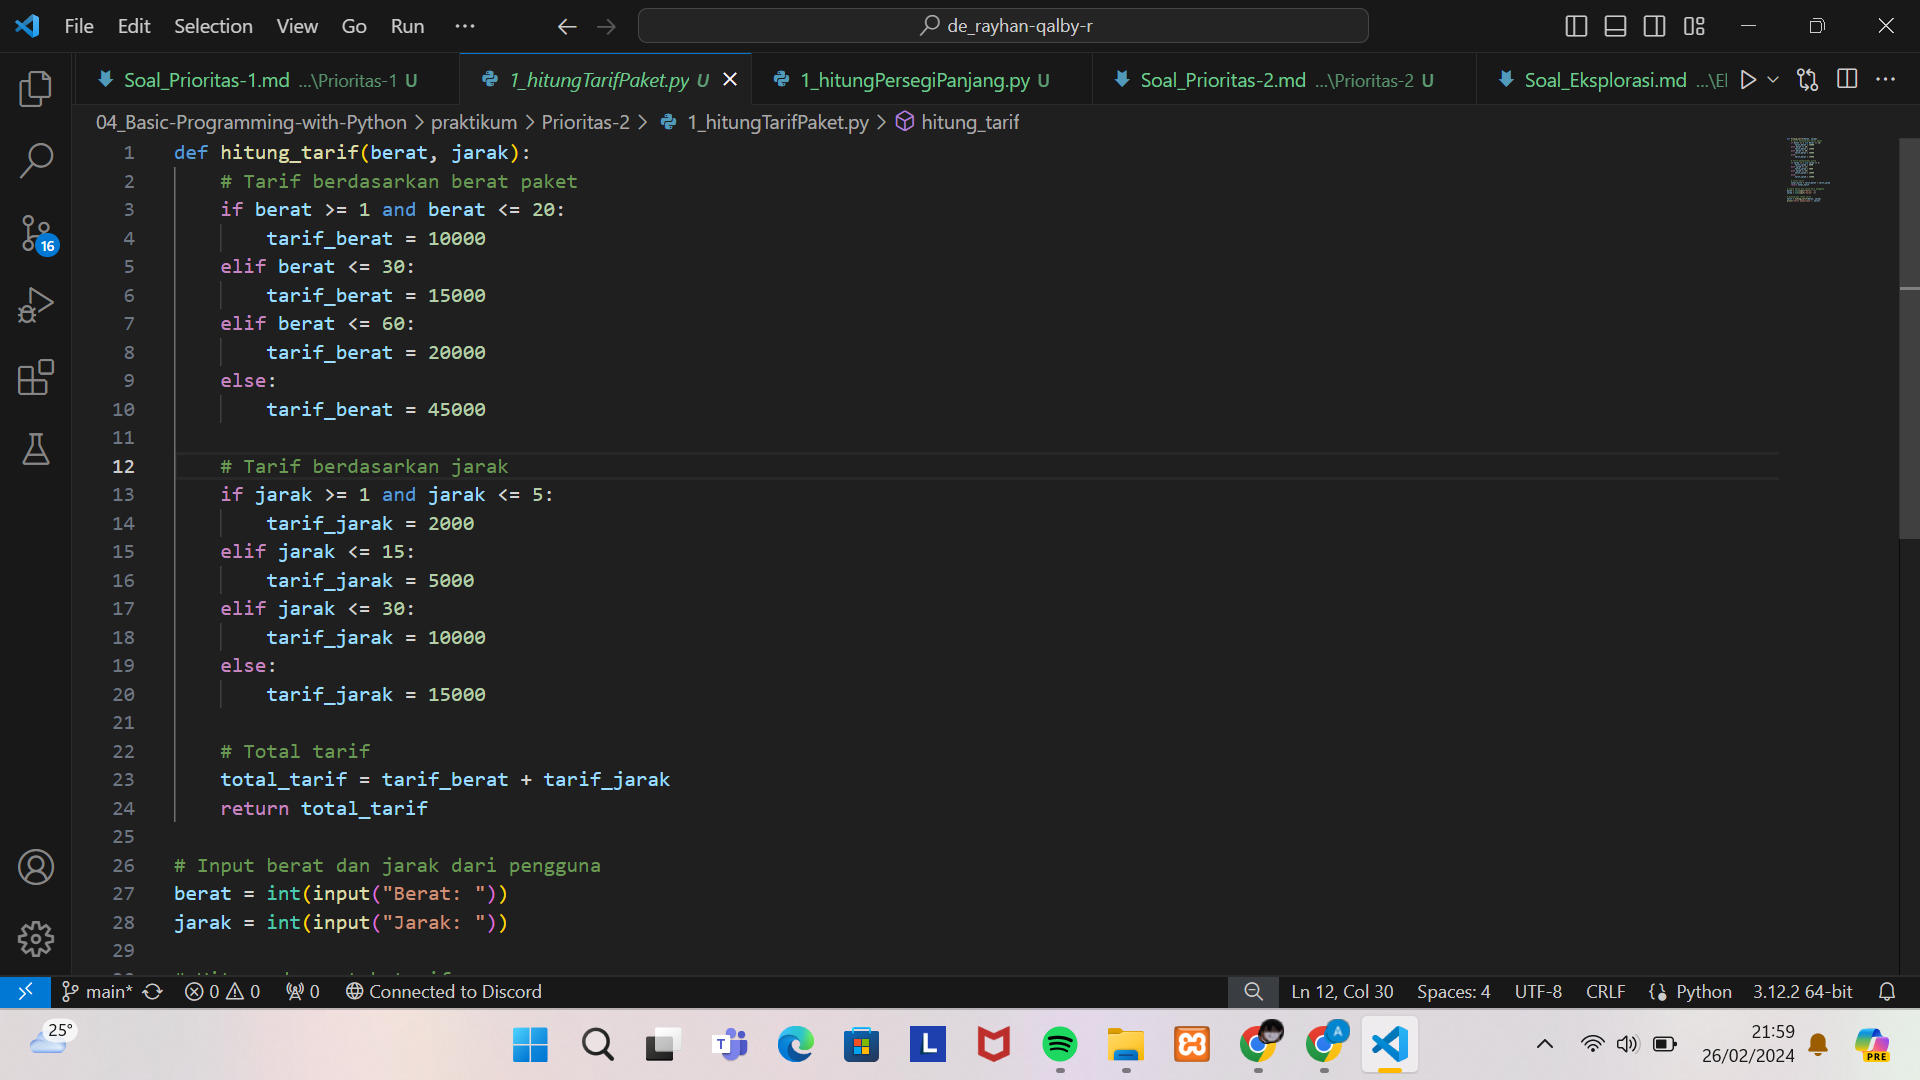 File Edit Selection View Go Run ···
de_rayhan-qalby-r
Soal_Prioritas-1.md ...\Prioritas-1 U
1_hitungTarifPaket.py U
1_hitungPersegiPanjang.py U
Soal_Prioritas-2.md ...\Prioritas-2 U
Soal_Eksplorasi.md ...\El
04_Basic-Programming-with-Python > praktikum > Prioritas-2 > 1_hitungTarifPaket.py > hitung_tarif
1 def hitung_tarif(berat, jarak):
2     # Tarif berdasarkan berat paket
3     if berat >= 1 and berat <= 20:
4         tarif_berat = 10000
5     elif berat <= 30:
6         tarif_berat = 15000
7     elif berat <= 60:
8         tarif_berat = 20000
9     else:
10         tarif_berat = 45000
11
12     # Tarif berdasarkan jarak
13     if jarak >= 1 and jarak <= 5:
14         tarif_jarak = 2000
15     elif jarak <= 15:
16         tarif_jarak = 5000
17     elif jarak <= 30:
18         tarif_jarak = 10000
19     else:
20         tarif_jarak = 15000
21
22     # Total tarif
23     total_tarif = tarif_berat + tarif_jarak
24     return total_tarif
25
26 # Input berat dan jarak dari pengguna
27 berat = int(input("Berat: "))
28 jarak = int(input("Jarak: "))
29
16
main* 0 0 0 Connected to Discord
Ln 12, Col 30 Spaces: 4 UTF-8 CRLF Python 3.12.2 64-bit
25°
T
L
A
21:59
26/02/2024
PRE